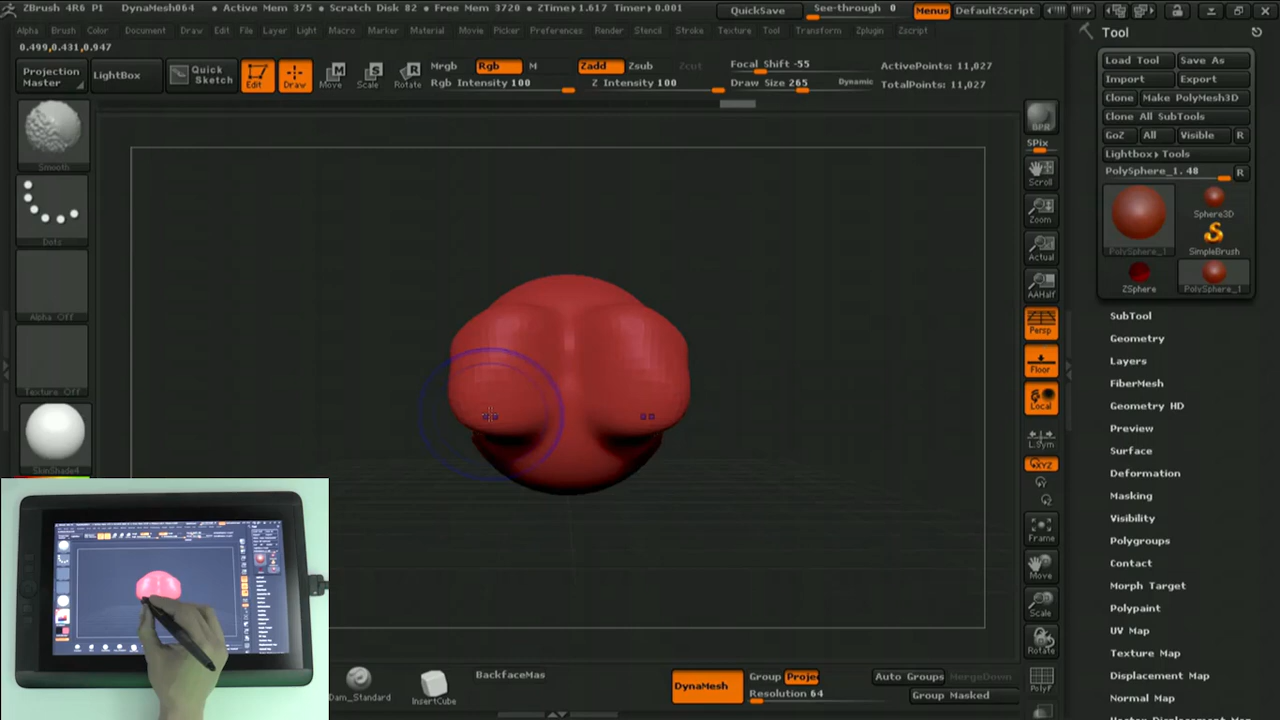 ZBrush 4R6 P1 DynaMesh064 • Active Mem 375 • Scratch Disk 82 • Free Mem 3720 • ZTime▸1.617 Timer▸0.001 QuickSave See-through 0 Menus DefaultZScript
Alpha Brush Color Document Draw Edit File Layer Light Macro Marker Material Movie Picker Preferences Render Stencil Stroke Texture Tool Transform Zplugin Zscript
Tool
0.499,0.431,0.947
Load Tool Save As
Import Export
Clone Make PolyMesh3D
Clone All SubTools
GoZ All Visible R
Lightbox▸Tools
PolySphere_1. 48 R
Projection Master
LightBox
Quick Sketch
Edit Draw Move Scale Rotate
Mrgb Rgb M
Rgb Intensity 100
Zadd Zsub Zcut
Z Intensity 100
Focal Shift -55
Draw Size 265 Dynamic
ActivePoints: 11,027
TotalPoints: 11,027
Smooth
Dots
Alpha Off
Texture Off
SkinShade4
BPR
SPix
Scroll
Zoom
Actual
AAHalf
Persp
Floor
Local
L.Sym
XYZ
Frame
Move
Scale
Rotate
PolyF
PolySphere_1
Sphere3D
SimpleBrush
ZSphere
PolySphere_1
SubTool
Geometry
Layers
FiberMesh
Geometry HD
Preview
Surface
Deformation
Masking
Visibility
Polygroups
Contact
Morph Target
Polypaint
UV Map
Texture Map
Displacement Map
Normal Map
Dam_Standard
InsertCube
BackfaceMas
DynaMesh
Group Projec
Resolution 64
Auto Groups MergeDown
Group Masked